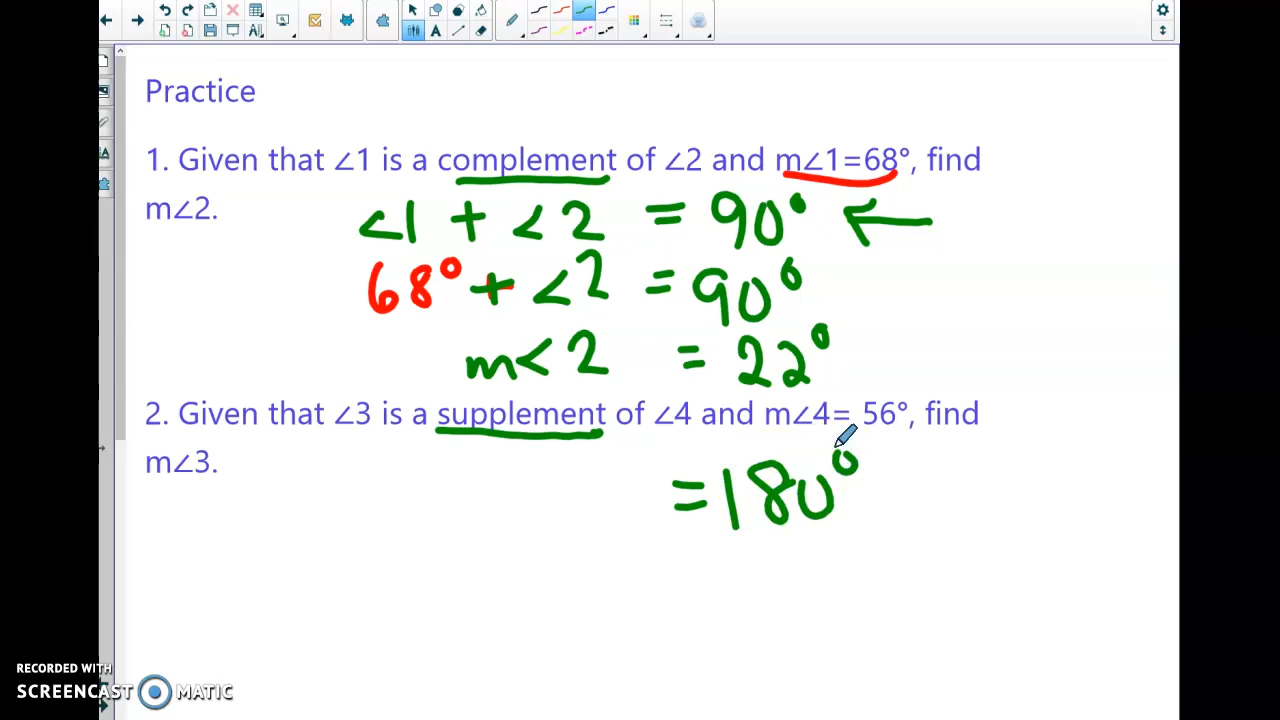 Practice
1. Given that ∠1 is a complement of ∠2 and m∠1=68°, find
m∠2.
<1 + <2 = 90°
68° + <2 = 90°
m<2 = 22°
2. Given that ∠3 is a supplement of ∠4 and m∠4= 56°, find
m∠3.
=180°
RECORDED WITH
SCREENCAST MATIC